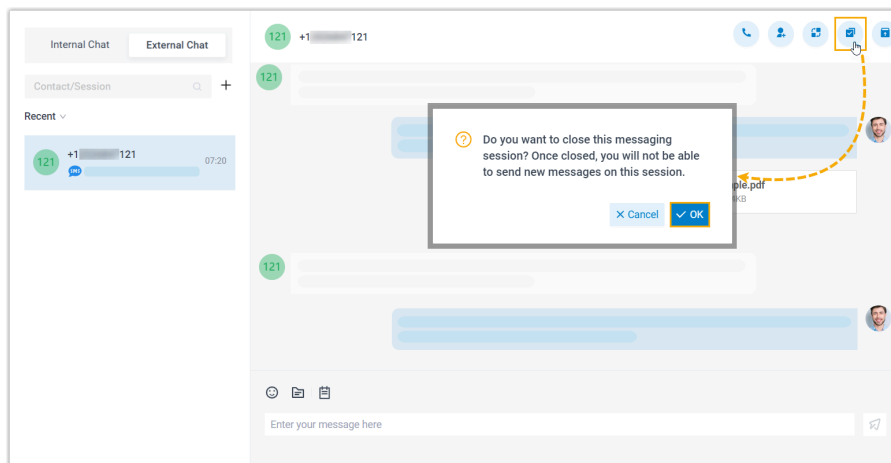 Internal Chat
External Chat
Contact/Session
Recent
121
+1 121
07:20
SMS
121
+1 121
121
Do you want to close this messaging
session? Once closed, you will not be able
to send new messages on this session.
Cancel
OK
ple.pdf
KB
121
Enter your message here